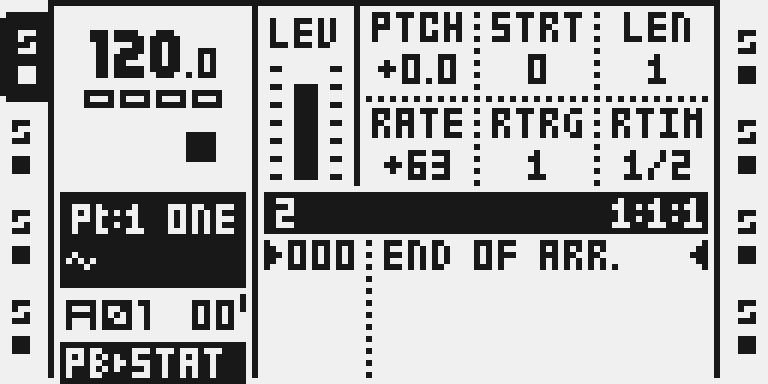 120.0
LEV
PTCH STRT LEN
+0.0 0 1
RATE RTRG RTIM
+63 1 1/2
Pt:1 ONE
~
A01 00'
PB▸STAT
2 1:1:1
000 END OF ARR.
S
S
S
S
S
S
S
S